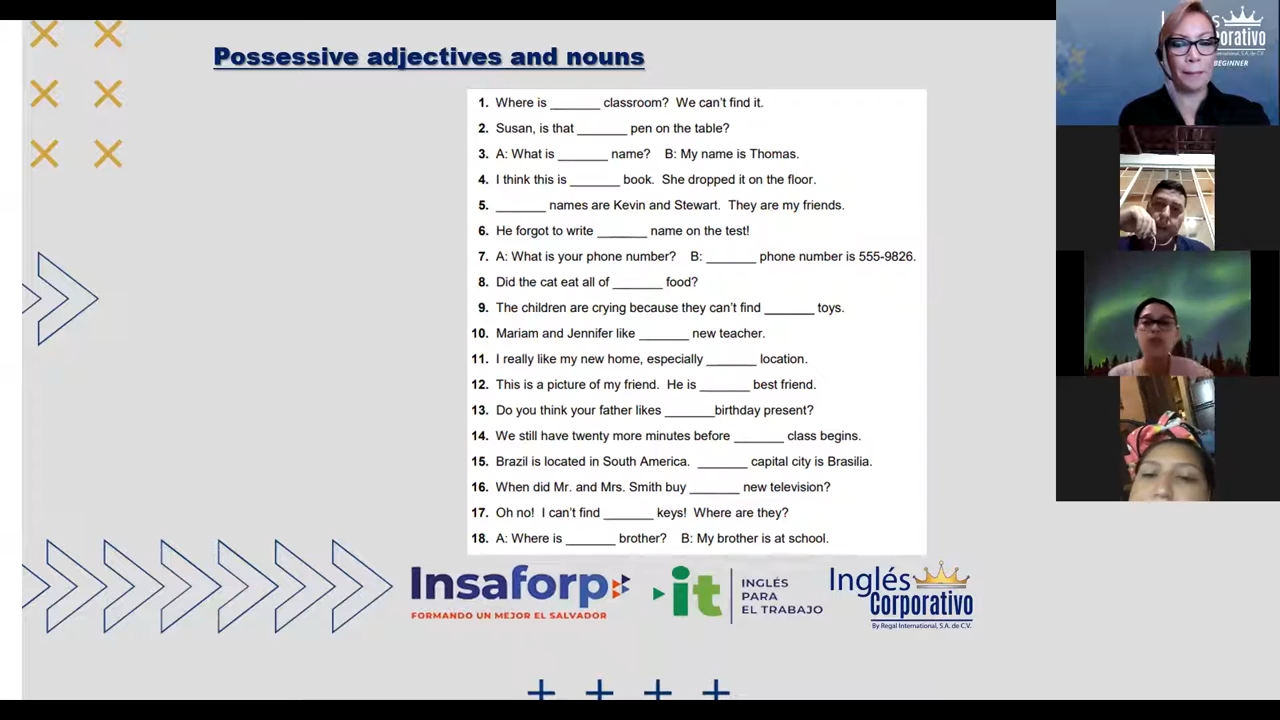 Possessive adjectives and nouns
1. Where is _______ classroom? We can't find it.
2. Susan, is that _______ pen on the table?
3. A: What is _______ name? B: My name is Thomas.
4. I think this is _______ book. She dropped it on the floor.
5. _______ names are Kevin and Stewart. They are my friends.
6. He forgot to write _______ name on the test!
7. A: What is your phone number? B: _______ phone number is 555-9826.
8. Did the cat eat all of _______ food?
9. The children are crying because they can't find _______ toys.
10. Mariam and Jennifer like _______ new teacher.
11. I really like my new home, especially _______ location.
12. This is a picture of my friend. He is _______ best friend.
13. Do you think your father likes _______birthday present?
14. We still have twenty more minutes before _______ class begins.
15. Brazil is located in South America. _______ capital city is Brasilia.
16. When did Mr. and Mrs. Smith buy _______ new television?
17. Oh no! I can't find _______ keys! Where are they?
18. A: Where is _______ brother? B: My brother is at school.
Insaforp
FORMANDO UN MEJOR EL SALVADOR
it
INGLÉS
PARA
EL TRABAJO
Inglés
Corporativo
By Regal International, S.A. de C.V.
BEGINNER